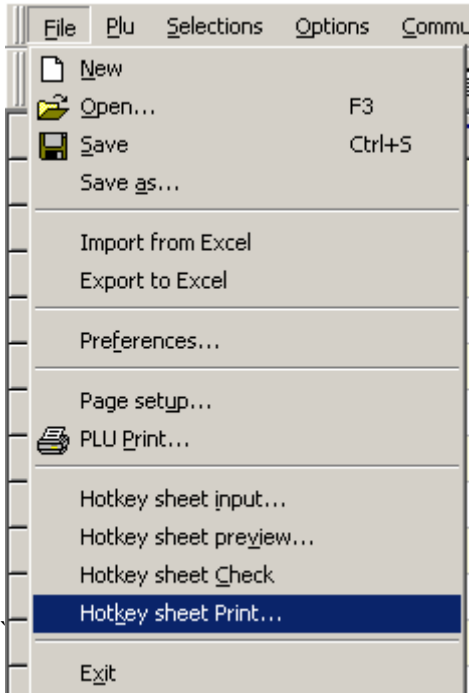 File Plu Selections Options Commu
New
Open... F3
Save Ctrl+S
Save as...
Import from Excel
Export to Excel
Preferences...
Page setup...
PLU Print...
Hotkey sheet input...
Hotkey sheet preview...
Hotkey sheet Check
Hotkey sheet Print...
Exit